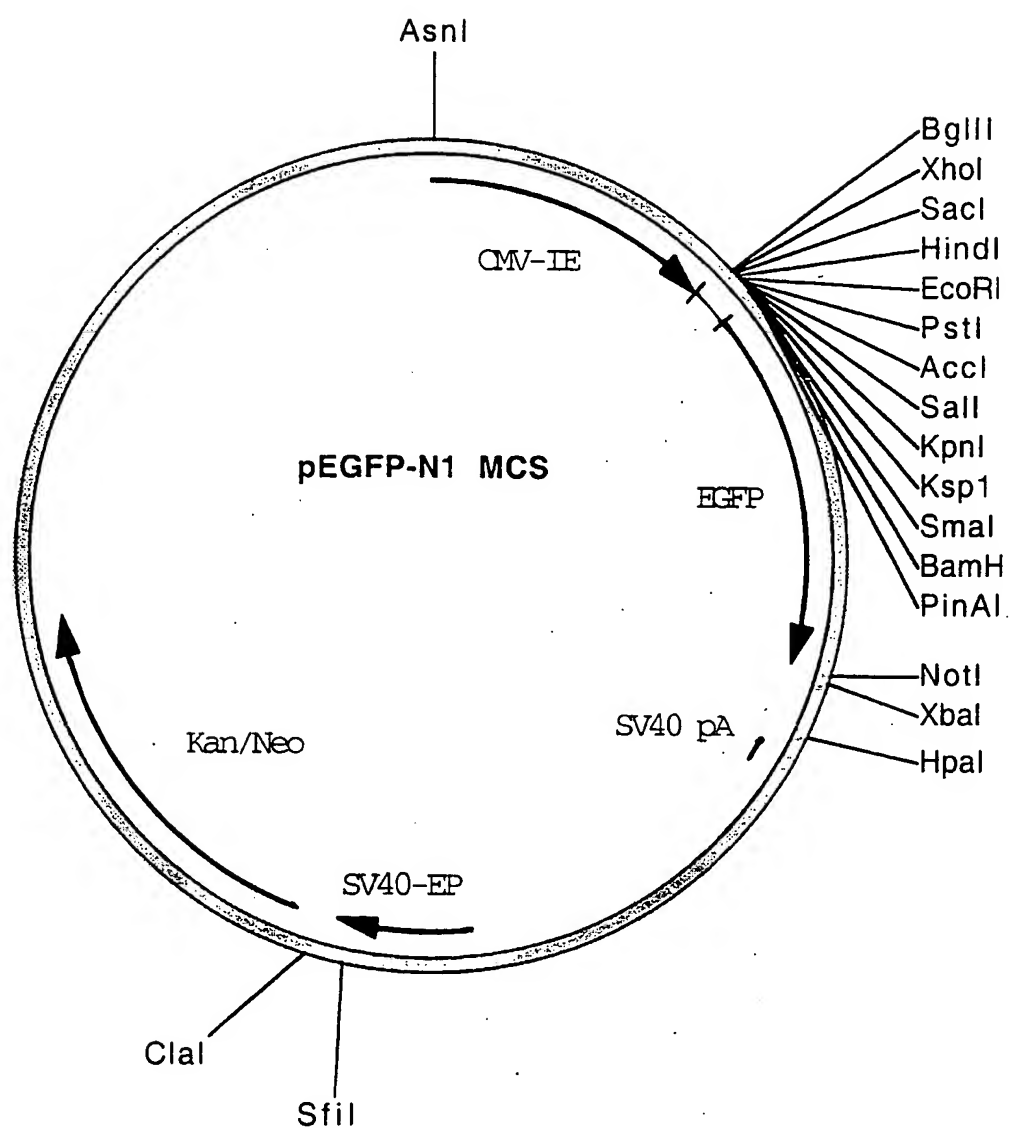 AsnI
BglII
XhoI
SacI
HindI
EcoRI
PstI
AccI
SalI
KpnI
Ksp1
SmaI
BamH
PinAI
CMV-IE
pEGFP-N1 MCS
EGFP
NotI
XbaI
HpaI
SV40 pA
Kan/Neo
SV40-EP
ClaI
SfiI